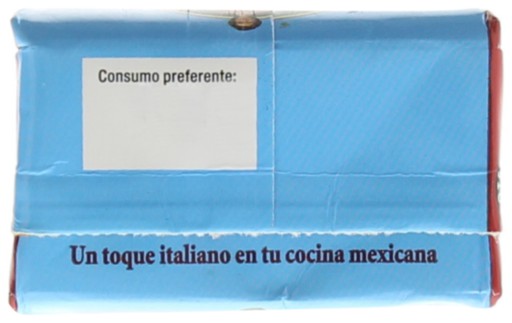 Consumo preferente:
Un toque italiano en tu cocina mexicana